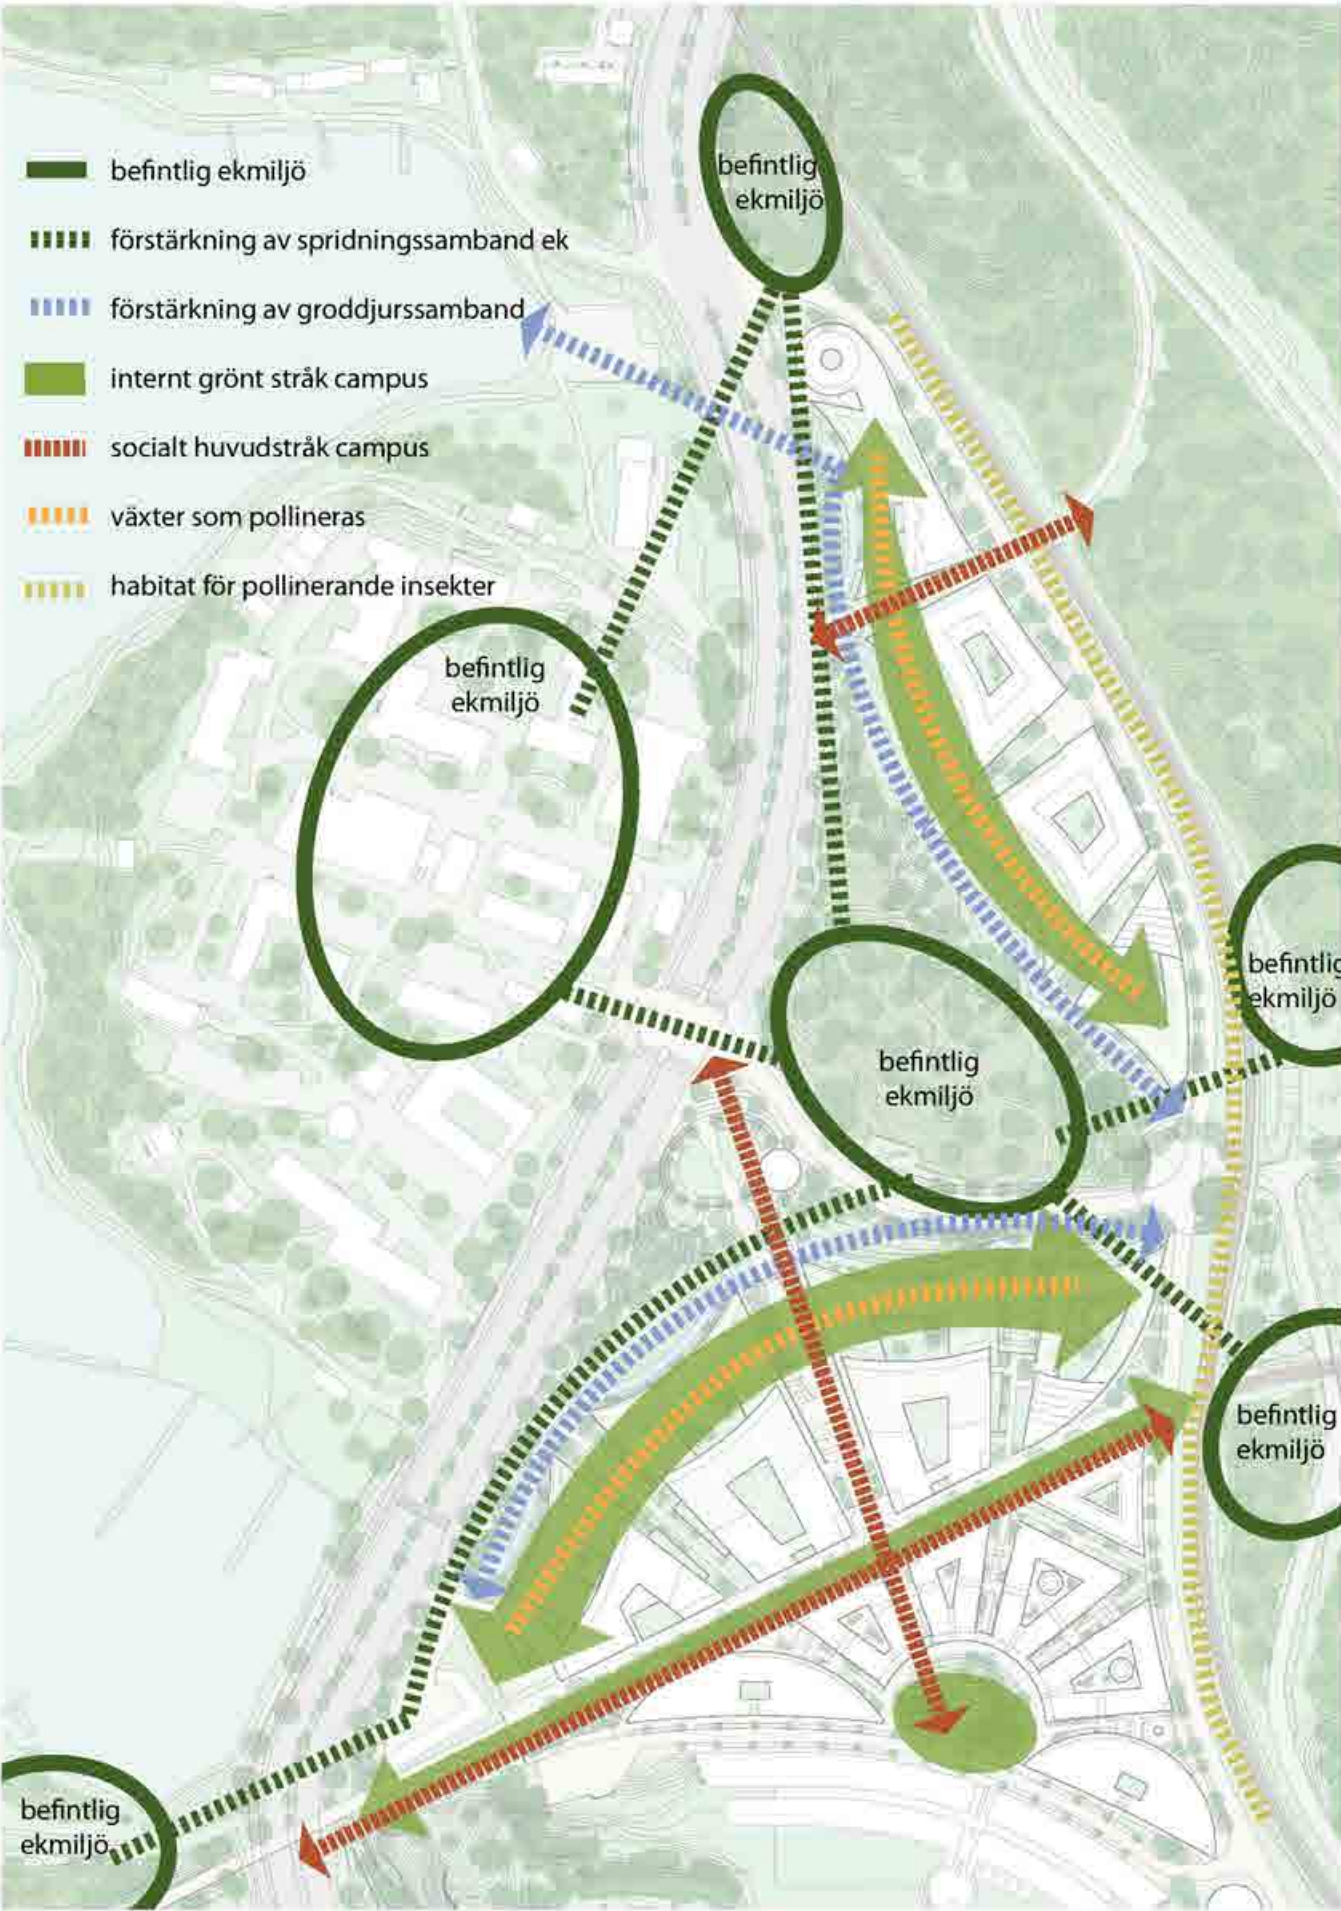 befintlig ekmiljö
förstärkning av spridningssamband ek
förstärkning av groddjurssamband
internt grönt stråk campus
socialt huvudstråk campus
växter som pollineras
habitat för pollinerande insekter
befintlig
ekmiljö
befintlig
ekmiljö
befintlig
ekmiljö
befintlig
ekmiljö
befintlig
ekmiljö
befintlig
ekmiljö